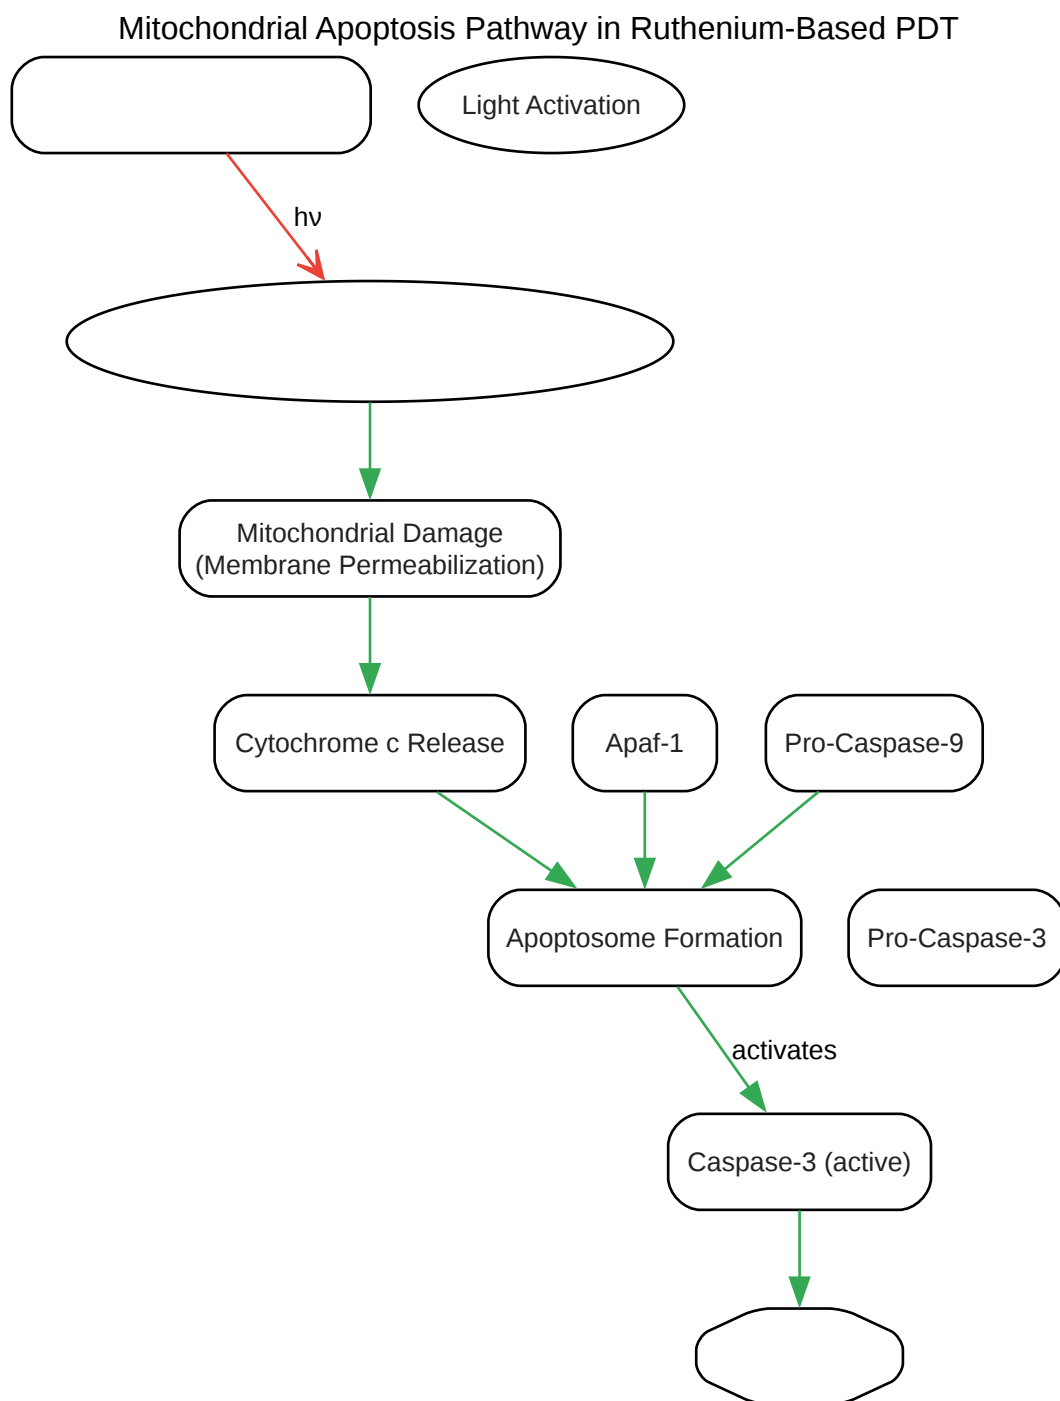 Mitochondrial Apoptosis Pathway in Ruthenium-Based PDT
Light Activation
hν
Mitochondrial Damage
(Membrane Permeabilization)
Cytochrome c Release
Apaf-1
Pro-Caspase-9
Apoptosome Formation
Pro-Caspase-3
activates
Caspase-3 (active)